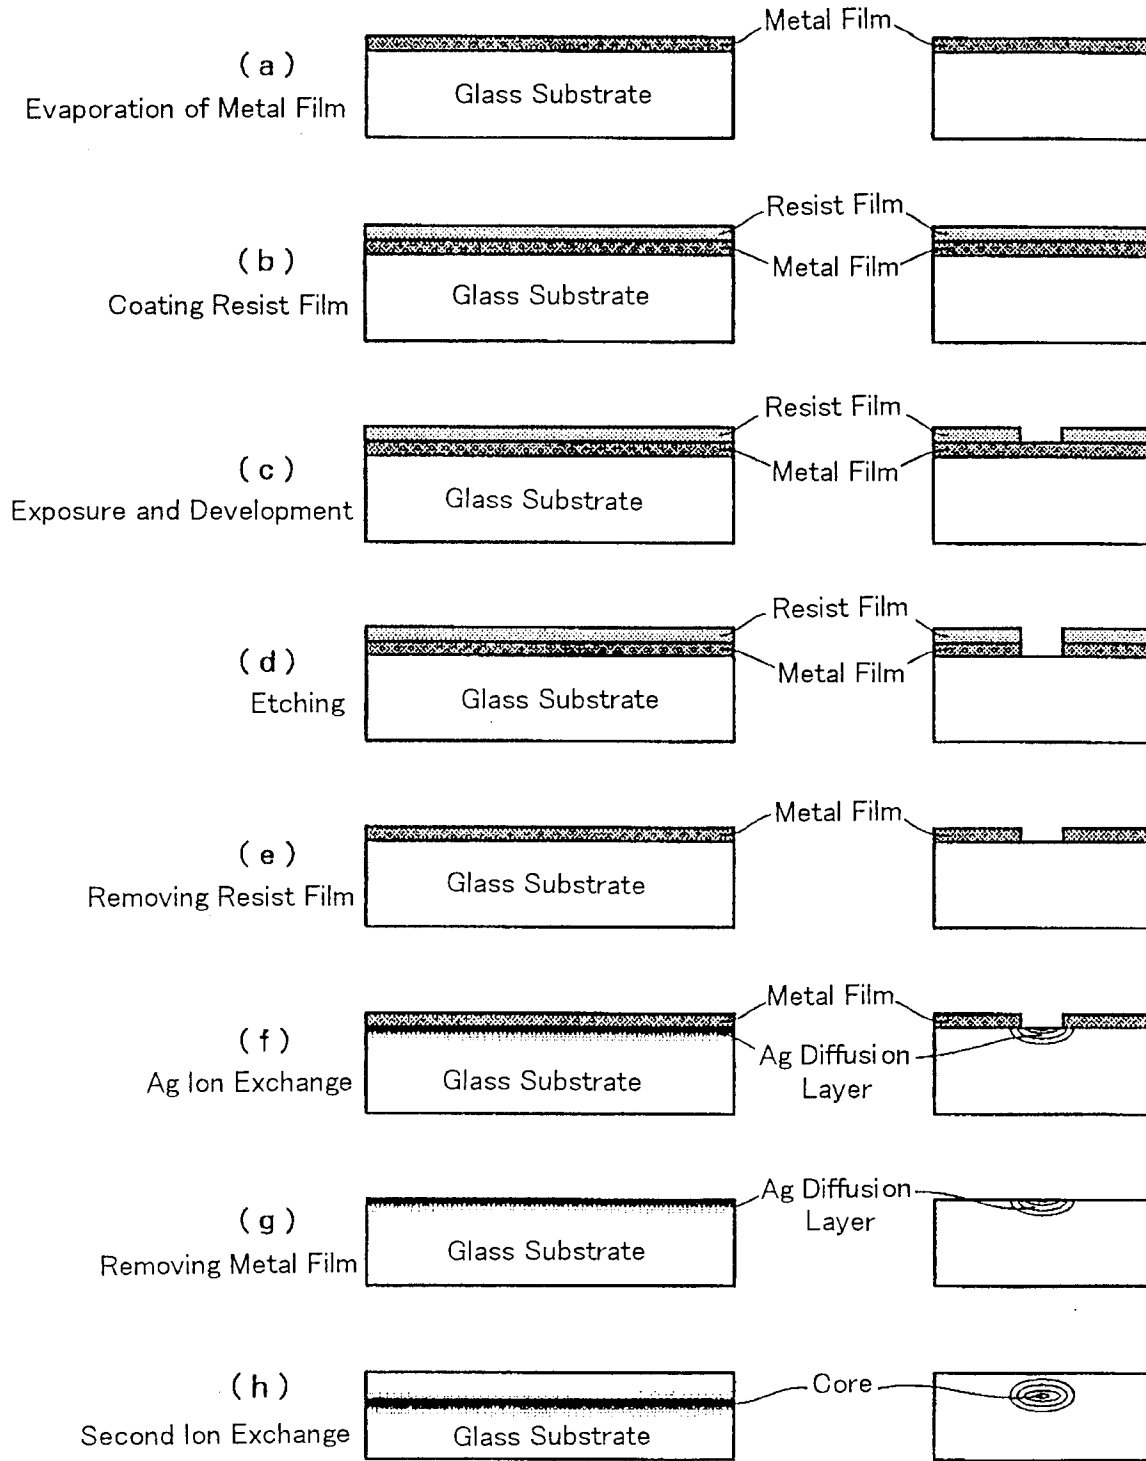 Metal Film
(a)
Evaporation of Metal Film
Glass Substrate
Resist Film
(b)
Metal Film
Coating Resist Film
Glass Substrate
Resist Film
(c)
Metal Film
Exposure and Development
Glass Substrate
Resist Film
(d)
Metal Film
Etching
Glass Substrate
Metal Film
(e)
Removing Resist Film
Glass Substrate
Metal Film
(f)
Ag Ion Exchange
Glass Substrate
Ag Diffusion
Layer
Ag Diffusion
Layer
(g)
Removing Metal Film
Glass Substrate
(h)
Core
Second Ion Exchange
Glass Substrate